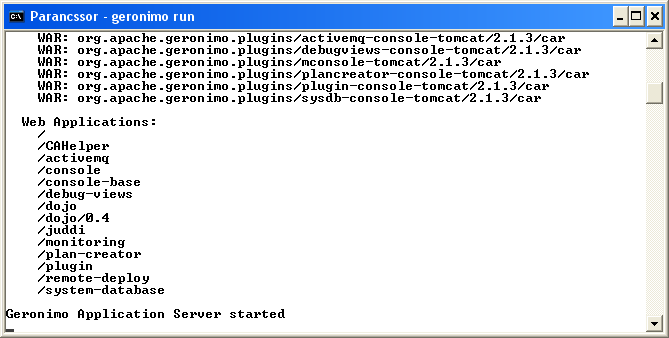 Parancssor - geronimo run
WAR: org.apache.geronimo.plugins/activemq-console-tomcat/2.1.3/car
WAR: org.apache.geronimo.plugins/debugviews-console-tomcat/2.1.3/car
WAR: org.apache.geronimo.plugins/mconsole-tomcat/2.1.3/car
WAR: org.apache.geronimo.plugins/plancreator-console-tomcat/2.1.3/car
WAR: org.apache.geronimo.plugins/plugin-console-tomcat/2.1.3/car
WAR: org.apache.geronimo.plugins/sysdb-console-tomcat/2.1.3/car
Web Applications:
/
/CAHelper
/activemq
/console
/console-base
/debug-views
/dojo
/dojo/0.4
/juddi
/monitoring
/plan-creator
/plugin
/remote-deploy
/system-database
Geronimo Application Server started